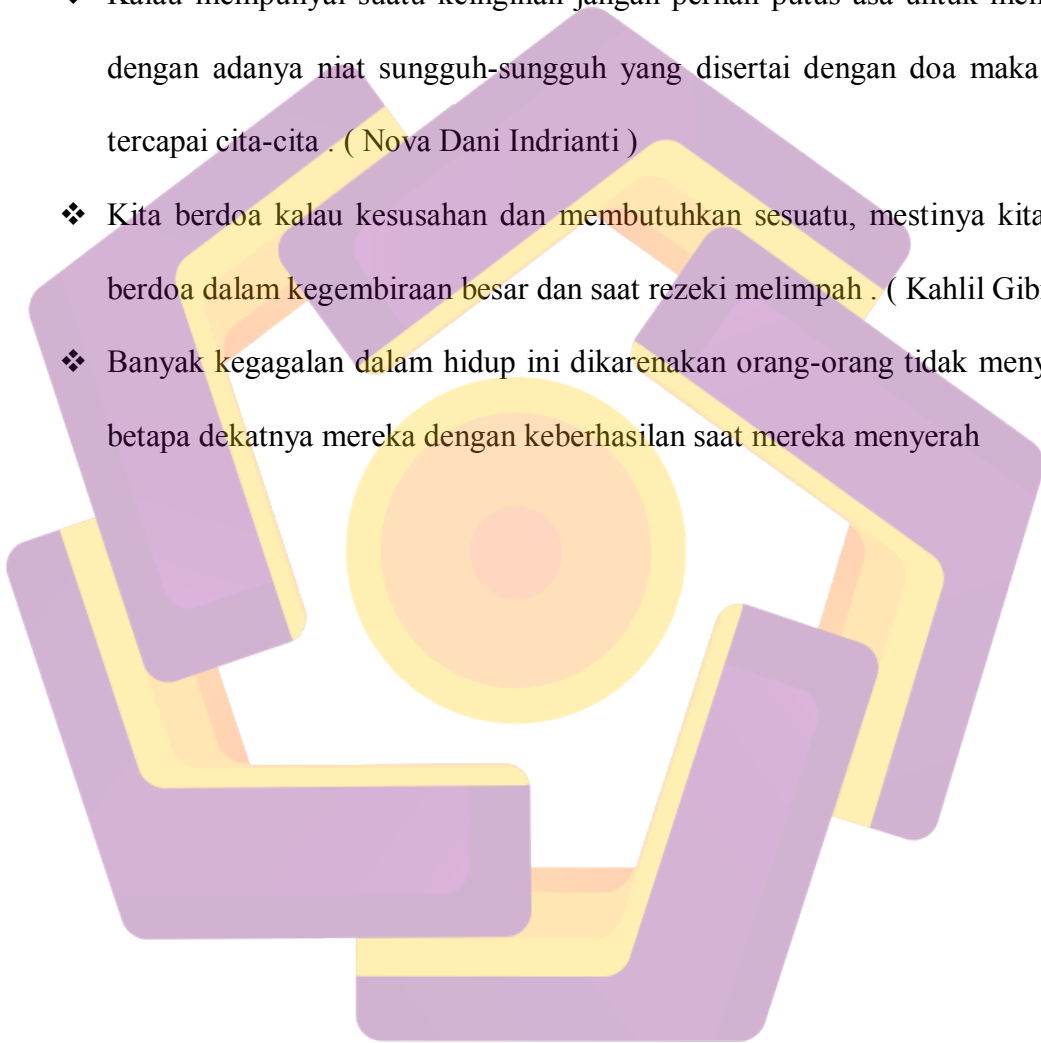 ❖ Kalau mempunyai suatu keinginan jangan pernah putus asa untuk
dengan adanya niat sungguh-sungguh yang disertai dengan doa maka
tercapai cita-cita . ( Nova Dani Indrianti )
❖ Kita berdoa kalau kesusahan dan membutuhkan sesuatu, mestinya kita
berdoa dalam kegembiraan besar dan saat rezeki melimpah . ( Kahlil
❖ Banyak kegagalan dalam hidup ini dikarenakan orang-orang tidak
betapa dekatnya mereka dengan keberhasilan saat mereka menyerah